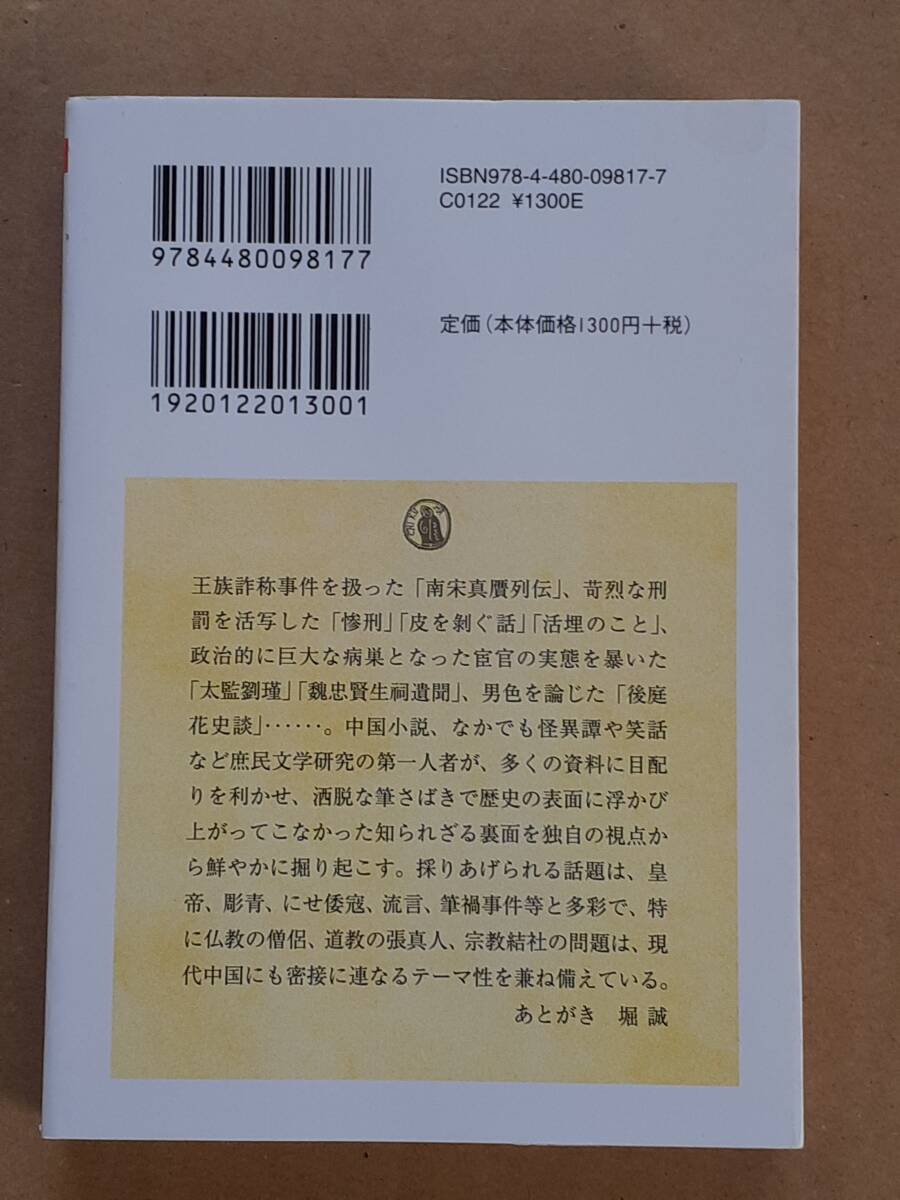 ISBN978-4-480-09817-7
C0122 ¥1300E
9784480098177
定価(本体価格1300円+税)
1920122013001
王族詐称事件を扱った「南宋真贋列伝」、苛烈な刑
罰を活写した「惨刑」「皮を剝ぐ話」「活埋のこと」、
政治的に巨大な病巣となった宦官の実態を暴いた
「太監劉瑾」「魏忠賢生祠遺聞」、男色を論じた「後庭
花史談」……。中国小説、なかでも怪異譚や笑話
など庶民文学研究の第一人者が、多くの資料に目配
りを利かせ、洒脱な筆さばきで歴史の表面に浮かび
上がってこなかった知られざる裏面を独自の視点か
ら鮮やかに掘り起こす。採りあげられる話題は、皇
帝、彫青、にせ倭寇、流言、筆禍事件等と多彩で、特
に仏教の僧侶、道教の張真人、宗教結社の問題は、現
代中国にも密接に連なるテーマ性を兼ね備えている。
あとがき 堀 誠